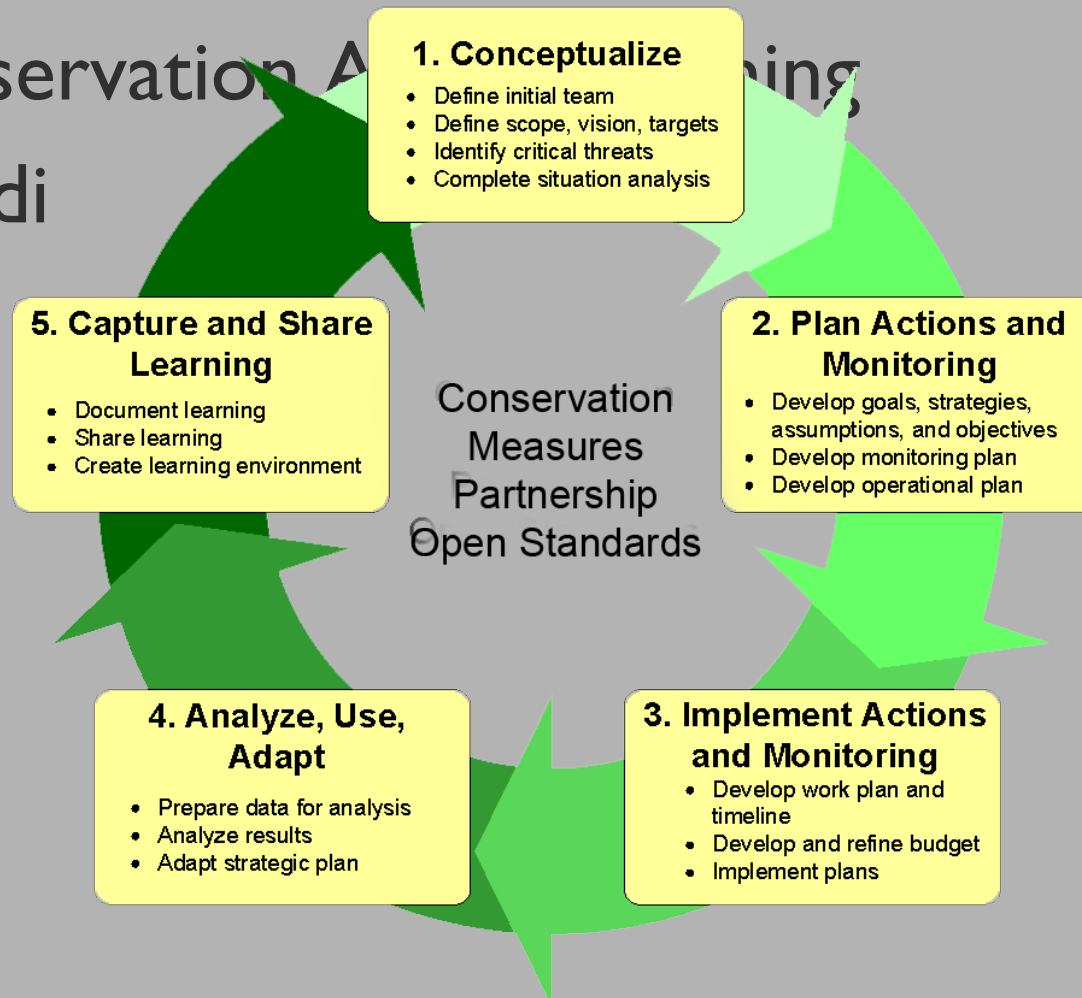 servation A ning
di
1. Conceptualize
• Define initial team
• Define scope, vision, targets
• Identify critical threats
• Complete situation analysis
2. Plan Actions and
Monitoring
• Develop goals, strategies,
assumptions, and objectives
• Develop monitoring plan
• Develop operational plan
3. Implement Actions
and Monitoring
• Develop work plan and
timeline
• Develop and refine budget
• Implement plans
4. Analyze, Use,
Adapt
• Prepare data for analysis
• Analyze results
• Adapt strategic plan
5. Capture and Share
Learning
• Document learning
• Share learning
• Create learning environment
Conservation
Measures
Partnership
Open Standards